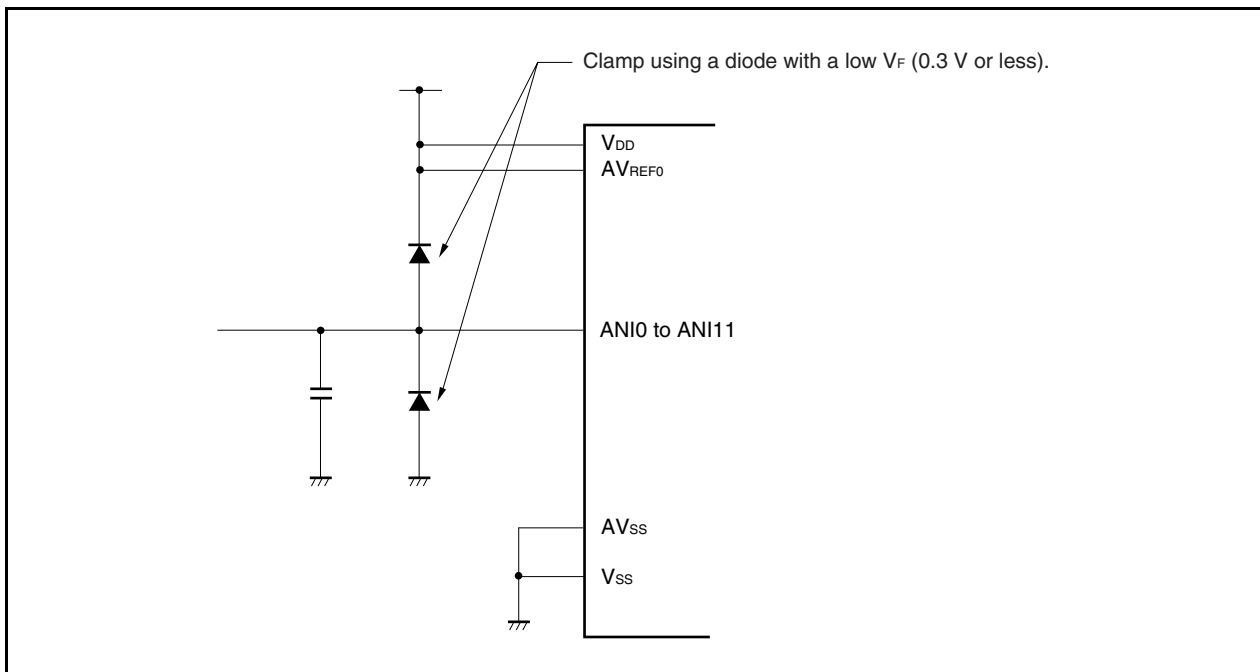 Clamp using a diode with a low VF (0.3 V or less).
VDD
AVREF0
ANI0 to ANI11
AVSS
VSS